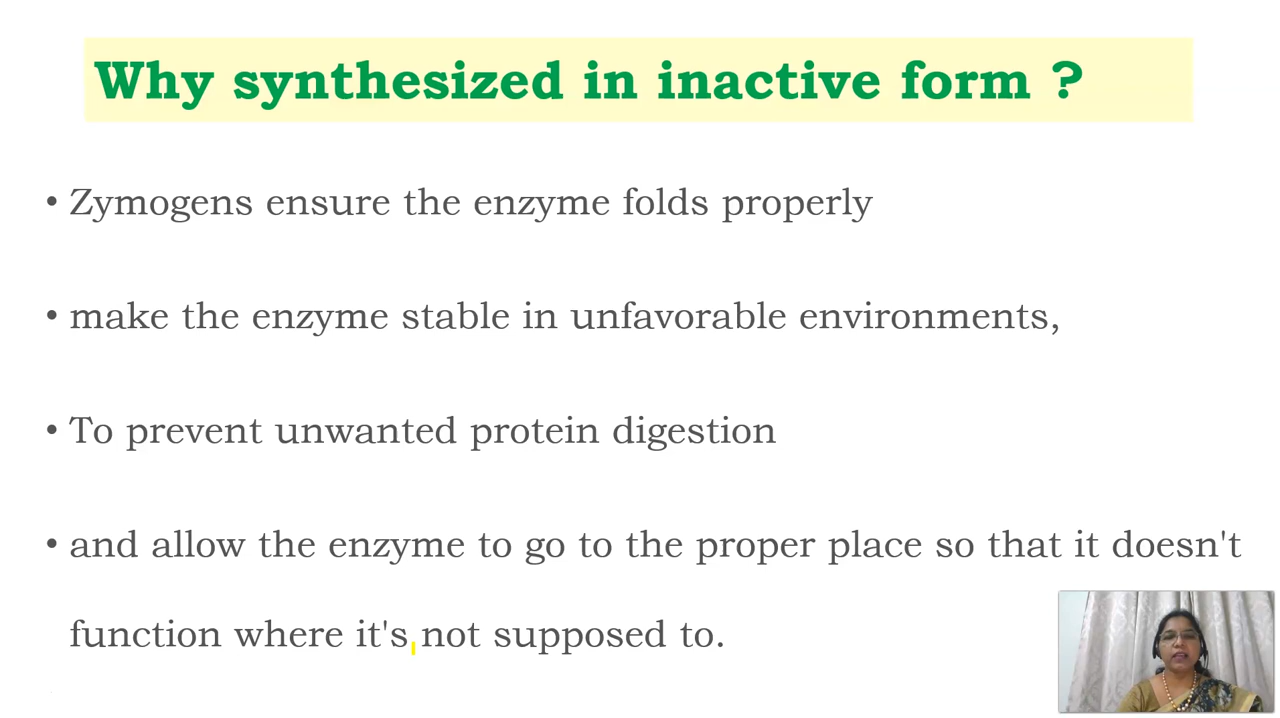 Why synthesized in inactive form ?
• Zymogens ensure the enzyme folds properly
• make the enzyme stable in unfavorable environments,
• To prevent unwanted protein digestion
• and allow the enzyme to go to the proper place so that it doesn't
function where it's not supposed to.